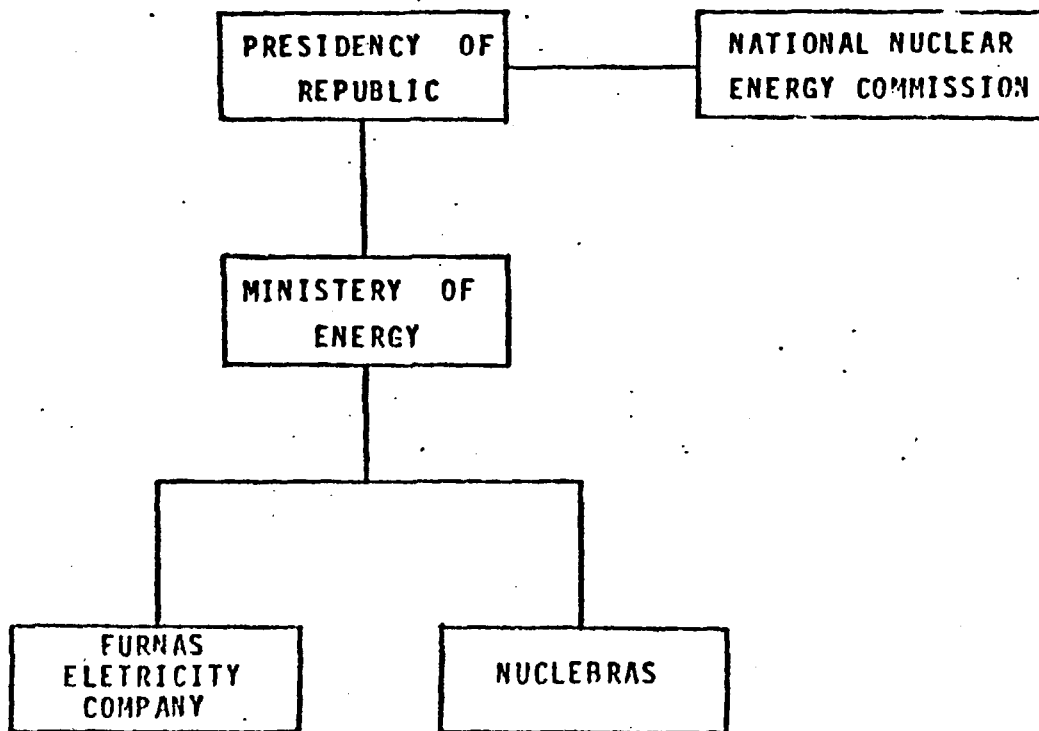 PRESIDENCY OF
REPUBLIC
NATIONAL NUCLEAR
ENERGY COMMISSION
MINISTERY OF
ENERGY
FURNAS
ELETRICITY
COMPANY
NUCLEBRAS